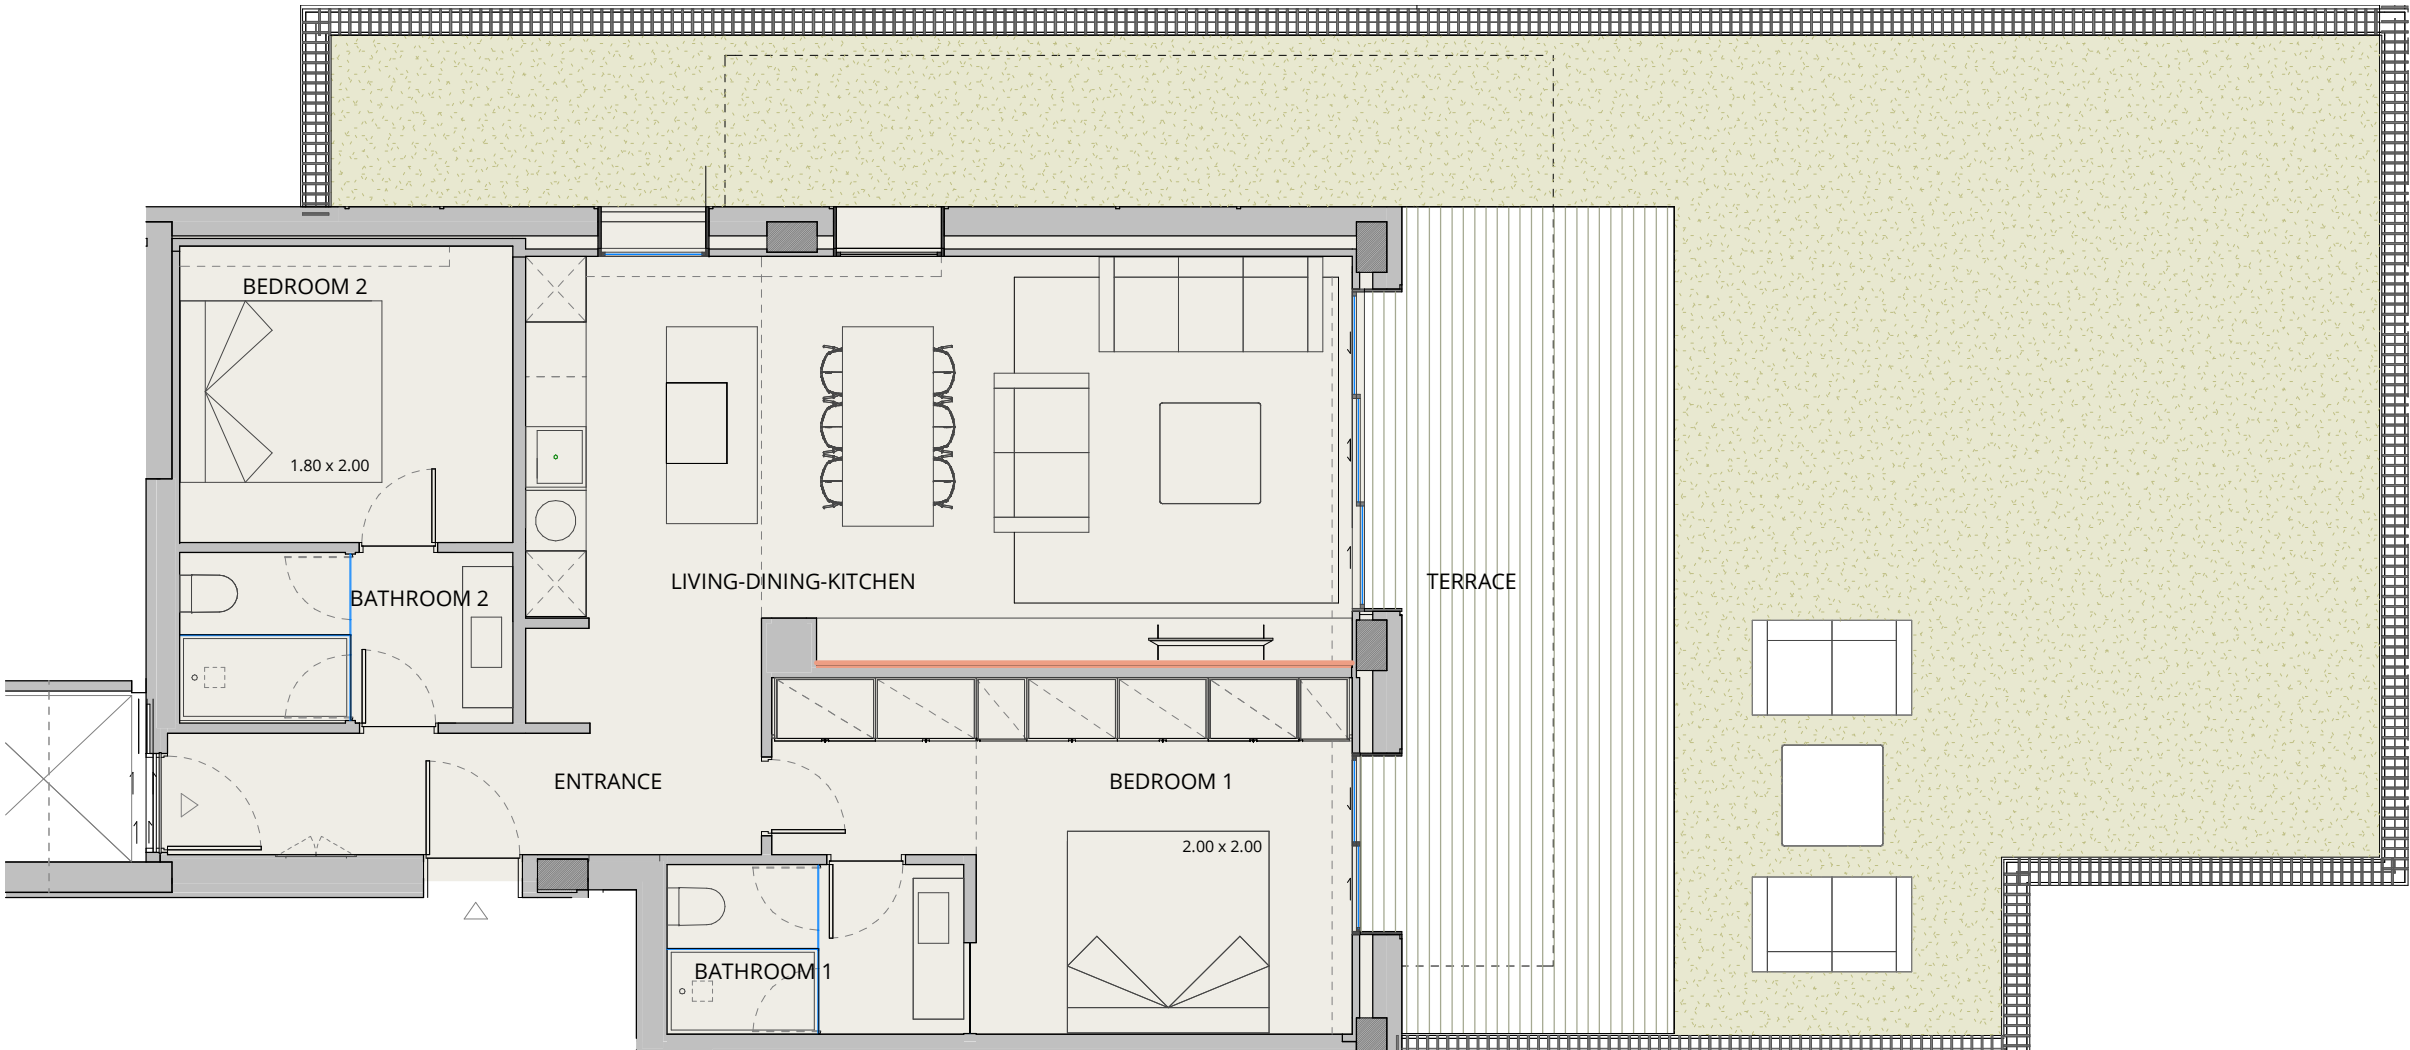 BEDROOM 2
1.80 x 2.00
BATHROOM 2
LIVING-DINING-KITCHEN
TERRACE
ENTRANCE
BEDROOM 1
2.00 x 2.00
BATHROOM 1